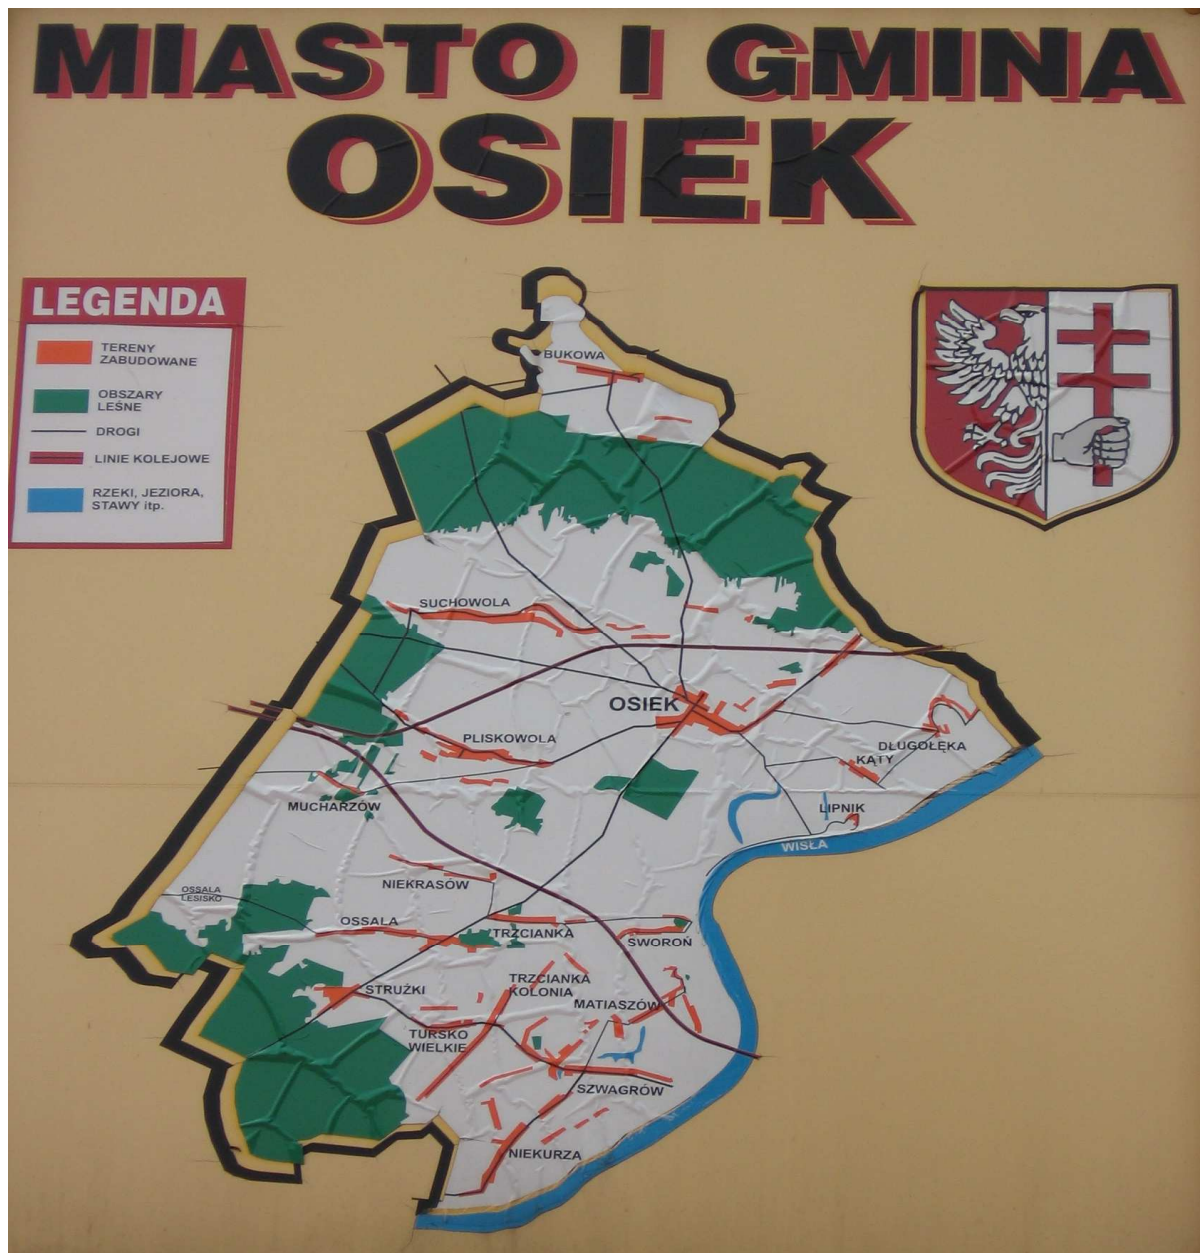 MIASTO I GMINA
OSIEK
LEGENDA
TERENY
ZABUDOWANE
OBSZARY
LEŚNE
DROGI
LINIE KOLEJOWE
RZEKI, JEZIORA,
STAWY itp.
BUKOWA
SUCHOWOLA
OSIEK
PLISKOWOLA
DŁUGOŁĘKA
KĄTY
MUCHARZÓW
LIPNIK
WISŁA
NIEKRASÓW
OSSALA
LESISKO
OSSALA
TRZCIANKA
SWOROŃ
TRZCIANKA
KOLONIA
STRUŻKI
MATIASZÓW
TURSKO
WIELKIE
SZWAGRÓW
NIEKURZA